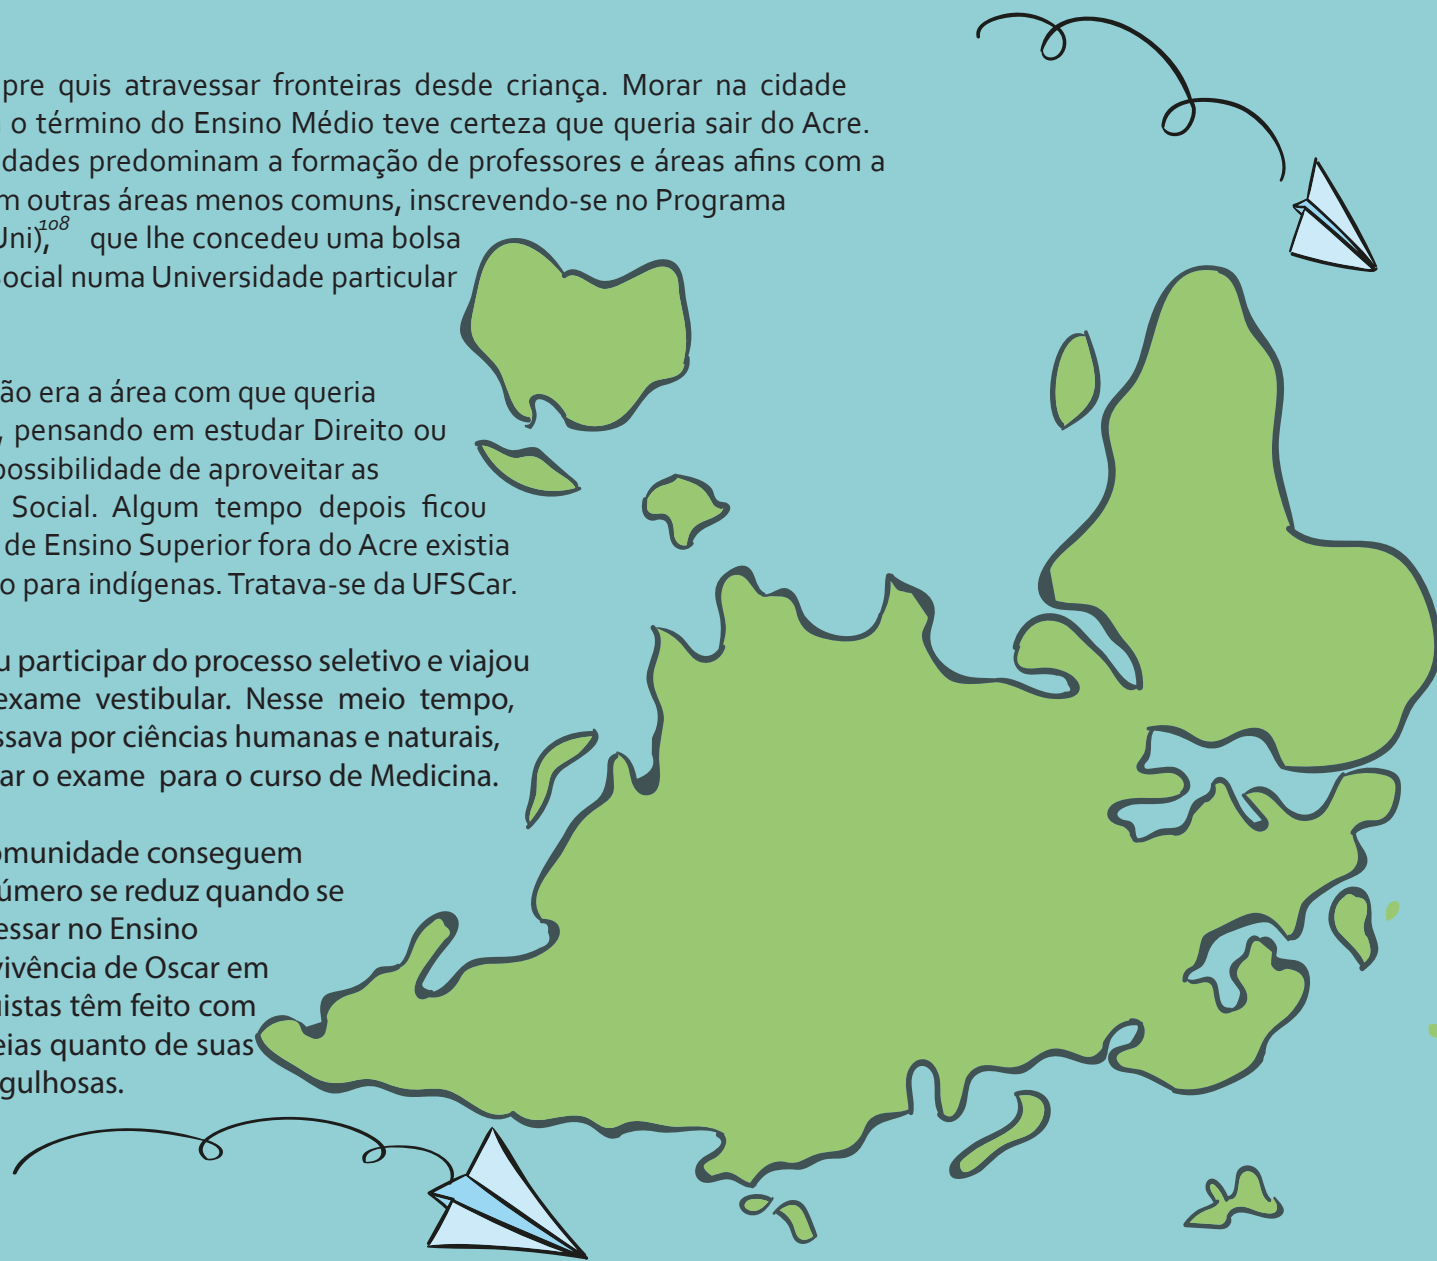 pre quis atravessar fronteiras desde criança. Morar na cidade
o término do Ensino Médio teve certeza que queria sair do Acre.
dades predominam a formação de professores e áreas afins com a
m outras áreas menos comuns, inscrevendo-se no Programa
Uni),¹⁰⁸ que lhe concedeu uma bolsa
Social numa Universidade particular
ão era a área com que queria
, pensando em estudar Direito ou
possibilidade de aproveitar as
Social. Algum tempo depois ficou
de Ensino Superior fora do Acre existia
o para indígenas. Tratava-se da UFSCar.
u participar do processo seletivo e viajou
exame vestibular. Nesse meio tempo,
ssava por ciências humanas e naturais,
ar o exame para o curso de Medicina.
omunidade conseguem
úmero se reduz quando se
essar no Ensino
vivência de Oscar em
uistas têm feito com
eias quanto de suas
gulhosas.